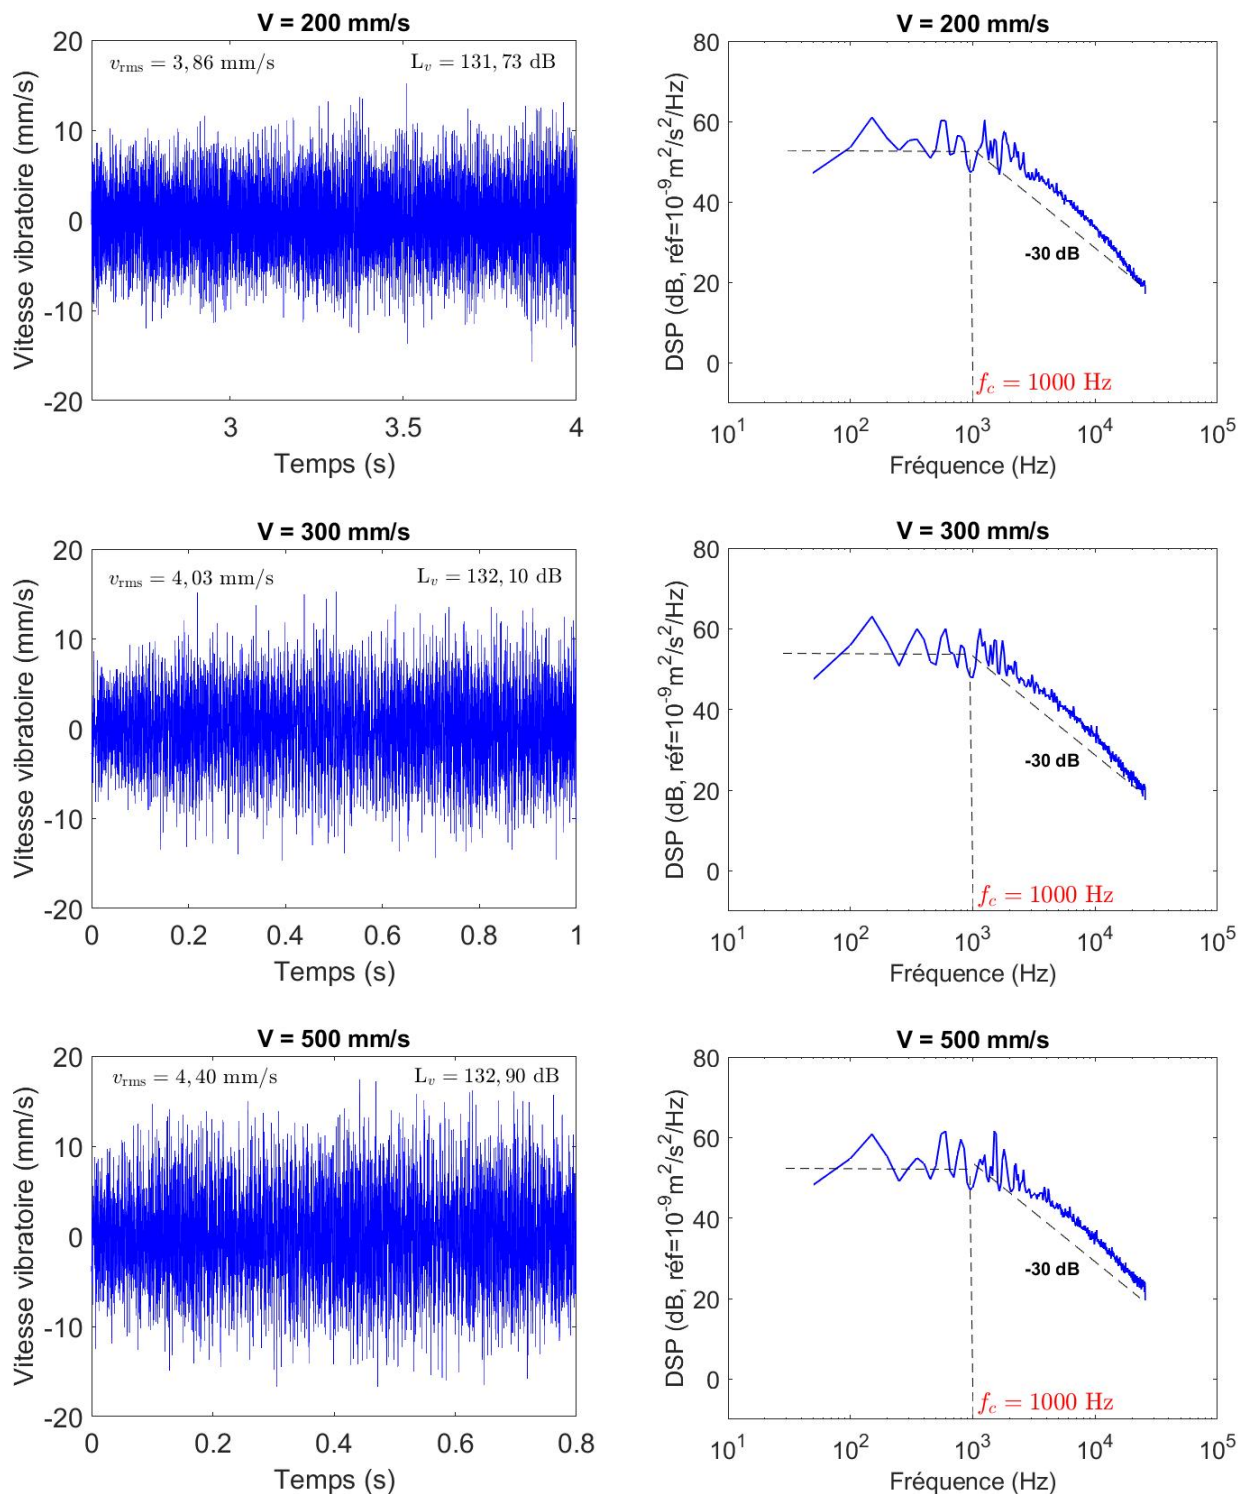 V = 200 mm/s
v_rms = 3,86 mm/s
L_v = 131,73 dB
Vitesse vibratoire (mm/s)
20
10
0
-10
-20
3
3.5
4
Temps (s)
V = 200 mm/s
DSP (dB, réf=10^-9m^2/s^2/Hz)
80
60
40
20
0
-30 dB
f_c = 1000 Hz
10^1
10^2
10^3
10^4
10^5
Fréquence (Hz)
V = 300 mm/s
v_rms = 4,03 mm/s
L_v = 132,10 dB
Vitesse vibratoire (mm/s)
20
10
0
-10
-20
0
0.2
0.4
0.6
0.8
1
Temps (s)
V = 300 mm/s
DSP (dB, réf=10^-9m^2/s^2/Hz)
80
60
40
20
0
-30 dB
f_c = 1000 Hz
10^1
10^2
10^3
10^4
10^5
Fréquence (Hz)
V = 500 mm/s
v_rms = 4,40 mm/s
L_v = 132,90 dB
Vitesse vibratoire (mm/s)
20
10
0
-10
-20
0
0.2
0.4
0.6
0.8
Temps (s)
V = 500 mm/s
DSP (dB, réf=10^-9m^2/s^2/Hz)
80
60
40
20
0
-30 dB
f_c = 1000 Hz
10^1
10^2
10^3
10^4
10^5
Fréquence (Hz)